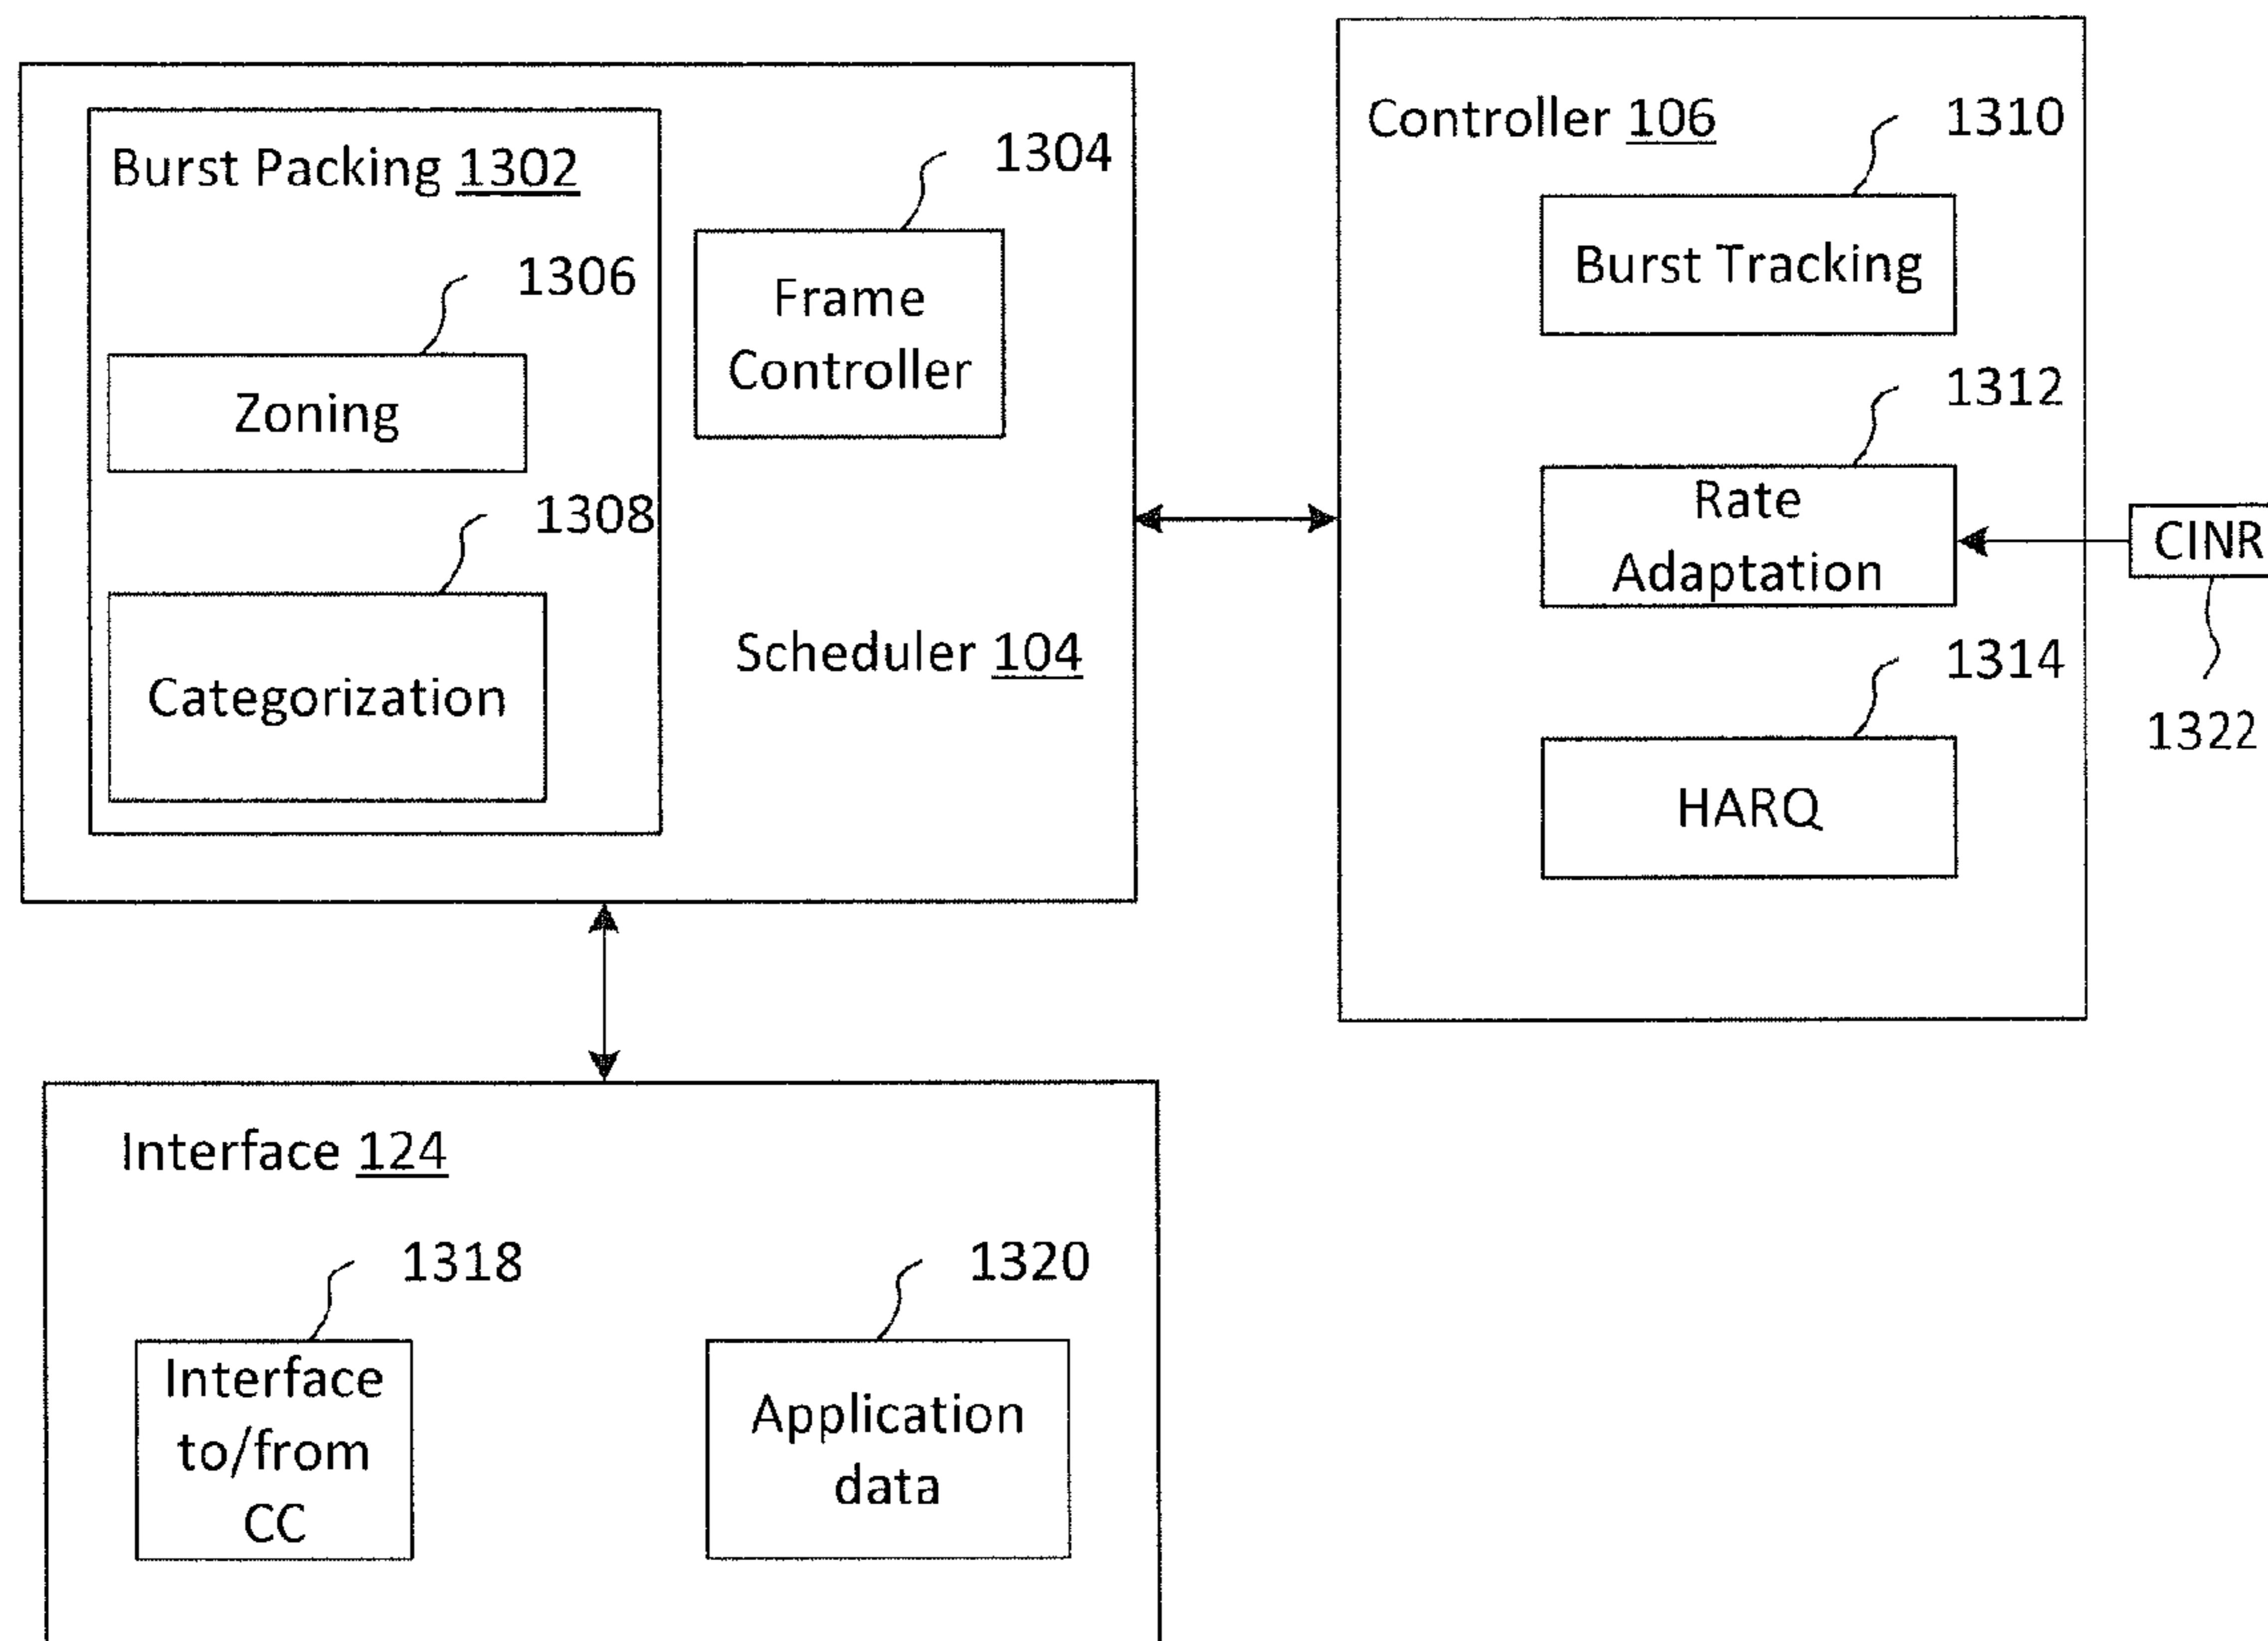 Burst Packing 1302
1304
1306
Frame
Controller
Zoning
1308
Categorization
Scheduler 104
Controller 106
1310
Burst Tracking
1312
Rate
Adaptation
CINR
1322
1314
HARQ
Interface 124
1318
1320
Interface
to/from
CC
Application
data